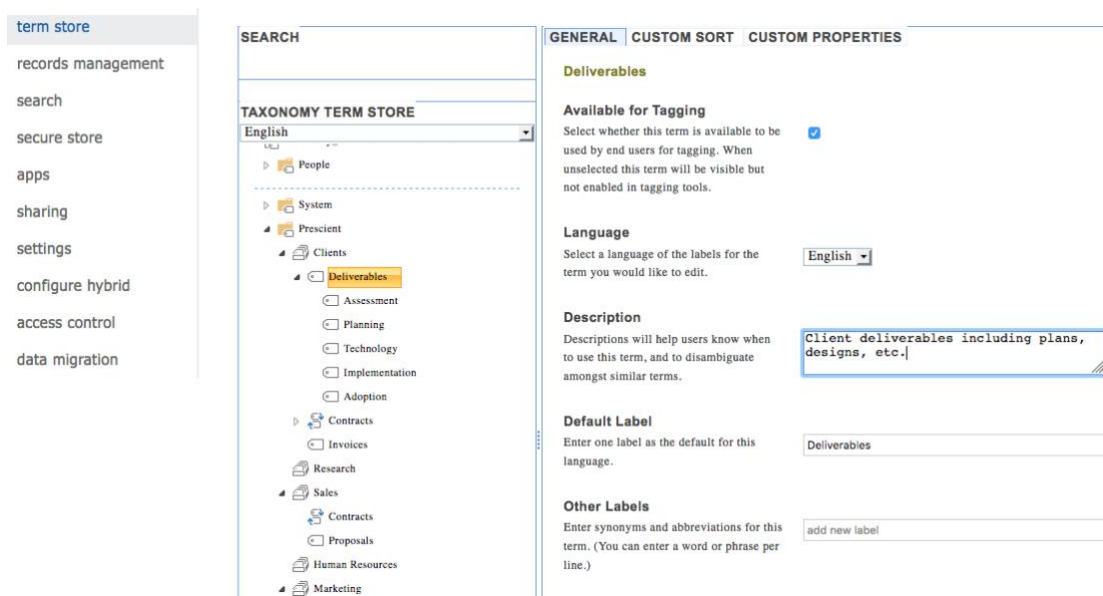 term store
records management
search
secure store
apps
sharing
settings
configure hybrid
access control
data migration
SEARCH
TAXONOMY TERM STORE
English
People
System
Prescient
Clients
Deliverables
Assessment
Planning
Technology
Implementation
Adoption
Contracts
Invoices
Research
Sales
Contracts
Proposals
Human Resources
Marketing
GENERAL CUSTOM SORT CUSTOM PROPERTIES
Deliverables
Available for Tagging
Select whether this term is available to be
used by end users for tagging. When
unselected this term will be visible but
not enabled in tagging tools.
Language
Select a language of the labels for the
term you would like to edit.
English
Description
Descriptions will help users know when
to use this term, and to disambiguate
amongst similar terms.
Client deliverables including plans,
designs, etc.
Default Label
Enter one label as the default for this
language.
Deliverables
Other Labels
Enter synonyms and abbreviations for this
term. (You can enter a word or phrase per
line.)
add new label